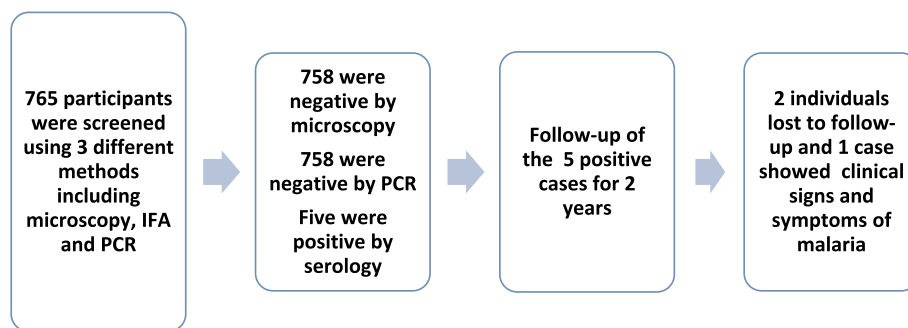 765 participants
were screened
using 3 different
methods
including
microscopy, IFA
and PCR
758 were
negative by
microscopy
758 were
negative by PCR
Five were
positive by
serology
Follow-up of
the 5 positive
cases for 2
years
2 individuals
lost to follow-
up and 1 case
showed clinical
signs and
symptoms of
malaria